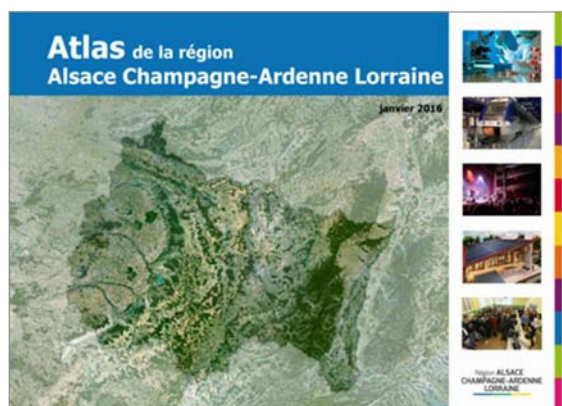 Atlas de la région
Alsace Champagne-Ardenne Lorraine
janvier 2016
Région ALSACE
CHAMPAGNE-ARDENNE
LORRAINE